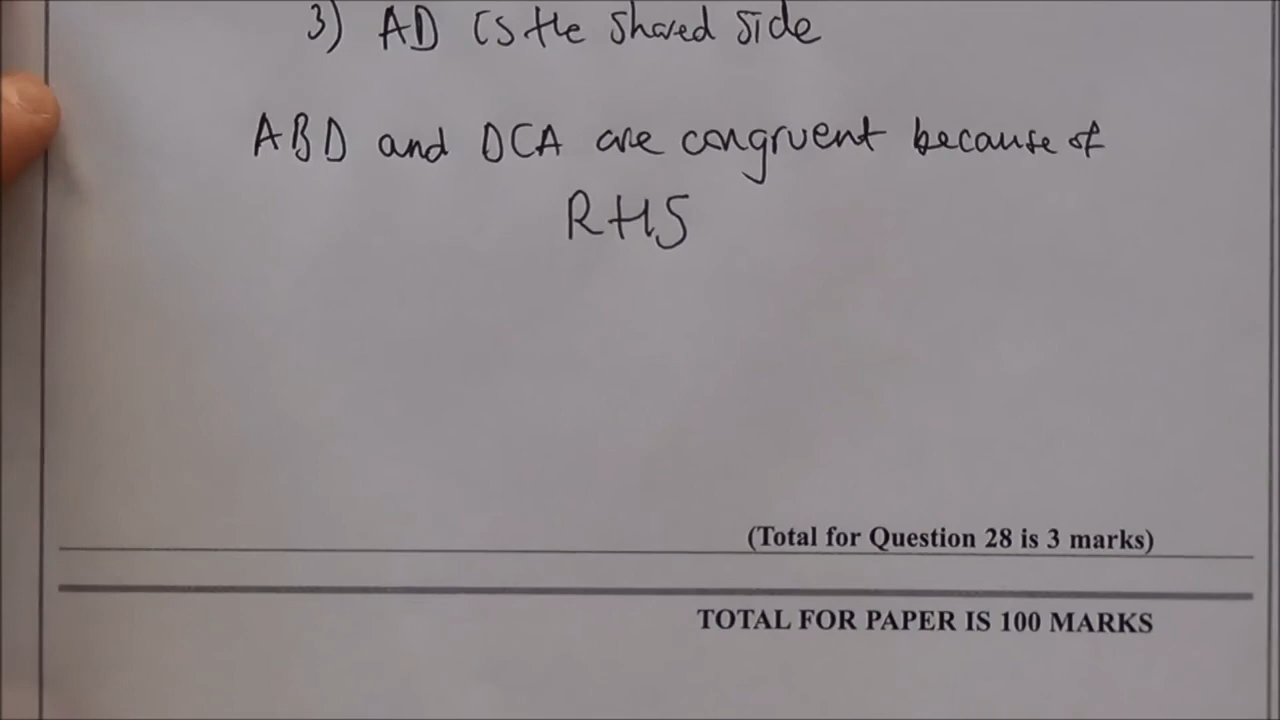 3) AD is the shared side
ABD and DCA are congruent because of
RHS
(Total for Question 28 is 3 marks)
TOTAL FOR PAPER IS 100 MARKS